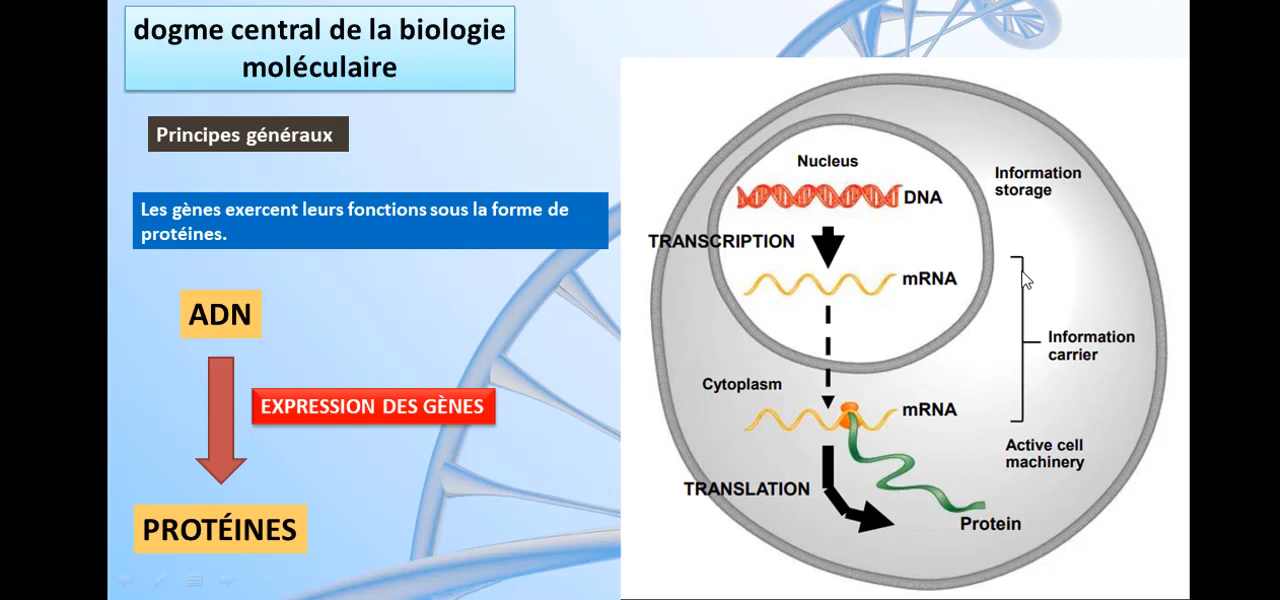 dogme central de la biologie
moléculaire
Principes généraux
Les gènes exercent leurs fonctions sous la forme de
protéines.
ADN
EXPRESSION DES GÈNES
PROTÉINES
Nucleus
DNA
Information
storage
TRANSCRIPTION
mRNA
Information
carrier
Cytoplasm
mRNA
Active cell
machinery
TRANSLATION
Protein